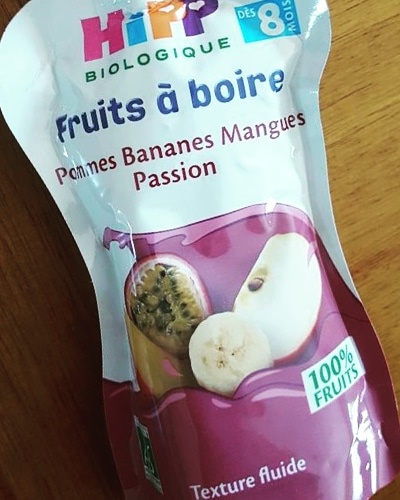 HiPP
BIOLOGIQUE
DÈS 8 MOIS
Fruits à boire
Pommes Bananes Mangues
Passion
100%
FRUITS
Texture fluide